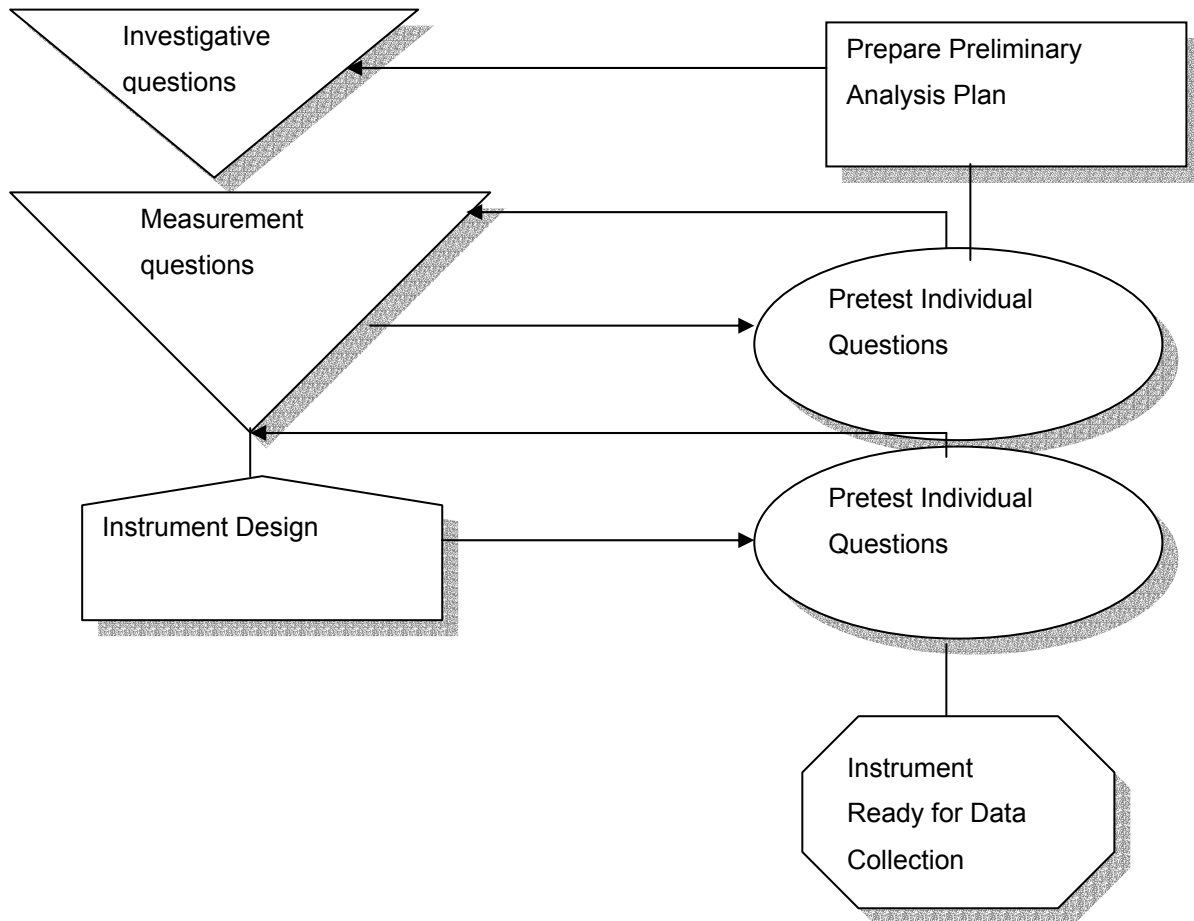 Investigative
questions
Prepare Preliminary
Analysis Plan
Measurement
questions
Pretest Individual
Questions
Instrument Design
Pretest Individual
Questions
Instrument
Ready for Data
Collection